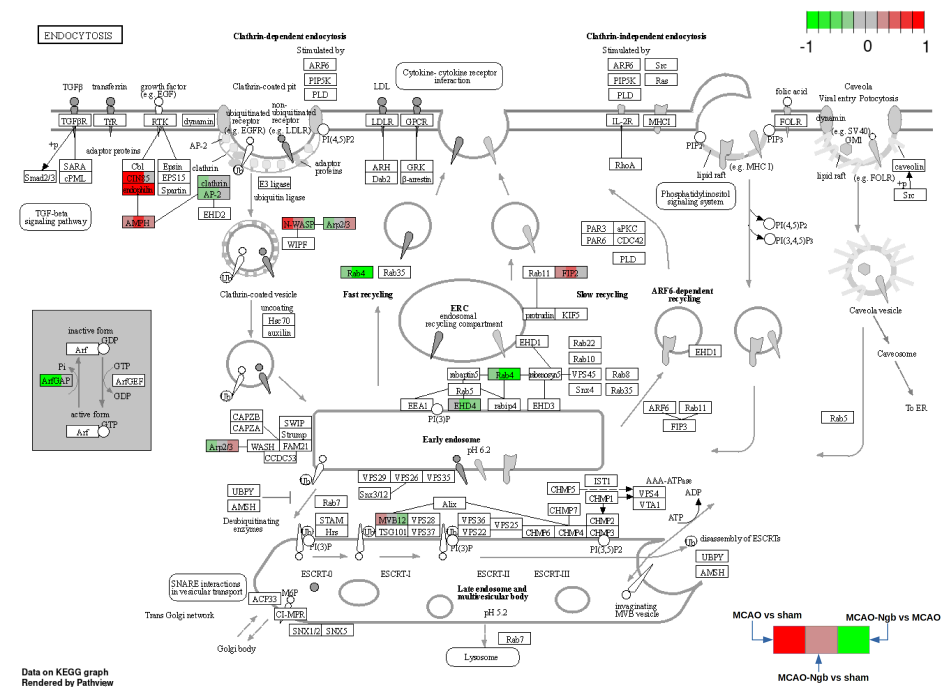 ENDOCYTOSIS
Clathrin-dependent endocytosis
Stimulated by
ARF6
PIP5K
PLD
Clathrin-independent endocytosis
Stimulated by
ARF6
Src
PIP5K
Ras
PLD
-1
0
1
Cytokine- cytokine receptor
interaction
TGFβ
transferrin
growth factor
(e.g. EGF)
Clathrin-coated pit
LDL
folic acid
Caveola
Viral entry Potocytosis
TGFβR
TfR
RTK
dynamin
ubiquitinated
receptor
(e.g. EGFR)
non-
ubiquitinated
receptor
(e.g. LDLR)
PI(4,5)P2
LDLR
GPCR
IL-2R
MHCI
PIP2
PIP3
FOLR
dynamin
(e.g. SV40)
GM1
+p
adaptor proteins
AP-2
Ub
adaptor
proteins
lipid raft
(e.g. MHC I)
lipid raft
(e.g. FOLR)
caveolin
+p
Src
Smad2/3
SARA
cPML
Cbl
CIN85
endophilin
Epsin
EPS15
Spartin
clathrin
clathrin
AP-2
EHD2
E3 ligase
ubiquitin ligase
ARH
Dab2
GRK
β-arestin
RhoA
Phosphatidylinositol
signaling system
TGF-beta
signaling pathway
AMPH
N-WASP
Arp2/3
WIPF
PAR3
aPKC
PAR6
CDC42
PLD
PI(4,5)P2
PI(3,4,5)P3
Ub
Clathrin-coated vesicle
uncoating
Hsc70
auxilin
Rab4
Rab35
Fast recycling
Rab11
FIP2
Slow recycling
ARF6-dependent
recycling
ERC
endosomal
recycling compartment
protrudin
KIF5
EHD1
EHD1
Caveola vesicle
Caveosome
To ER
inactive form
Arf
GDP
Pi
GTP
ArfGAP
ArfGEF
GDP
active form
Arf
GTP
Ub
rabaptin5
Rab4
rabenosyn5
VPS45
Rab22
Rab10
Rab8
Snx4
Rab35
Rab5
EEA1
EHD4
rabip4
EHD3
PI(3)P
ARF6
Rab11
FIP3
Rab5
CAPZB
CAPZA
SWIP
Strump
Arp2/3
WASH
FAM21
CCDC53
Early endosome
pH 6.2
Ub
UBPY
AMSH
Deubiquitinating
enzymes
Rab7
VPS29
VPS26
VPS35
Snx3/12
Alix
STAM
Hrs
MVB12
VPS28
TSG101
VPS37
VPS36
VPS22
VPS25
CHMP5
IST1
CHMP1
CHMP7
CHMP2
CHMP6
CHMP4
CHMP3
VPS4
VTA1
AAA-ATPase
ADP
ATP
Ub
Ub
Ub
PI(3)P
PI(3)P
PI(3,5)P2
Ub
disassembly of ESCRTs
UBPY
AMSH
ESCRT-0
ESCRT-I
ESCRT-II
ESCRT-III
SNARE interactions
in vesicular transport
Late endosome and
multivesicular body
pH 5.2
invaginating
MVB vesicle
Trans Golgi network
ACP33
M6P
CI-MPR
SNX1/2
SNX5
Golgi body
Rab7
Lysosome
MCAO vs sham
MCAO-Ngb vs MCAO
MCAO-Ngb vs sham
Data on KEGG graph
Rendered by Pathview